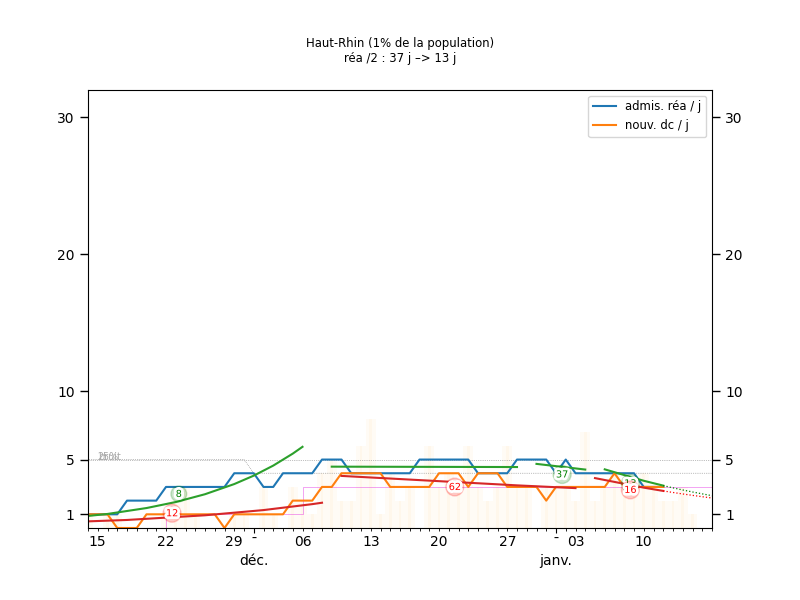 Haut-Rhin (1% de la population)
réa /2 : 37 j –> 13 j
admis. réa / j
nouv. dc / j
30 30
20 20
10 10
5 5
1 1
8
12
62
37
16
15 22 29 - 06 13 20 27 - 03 10
déc. janv.